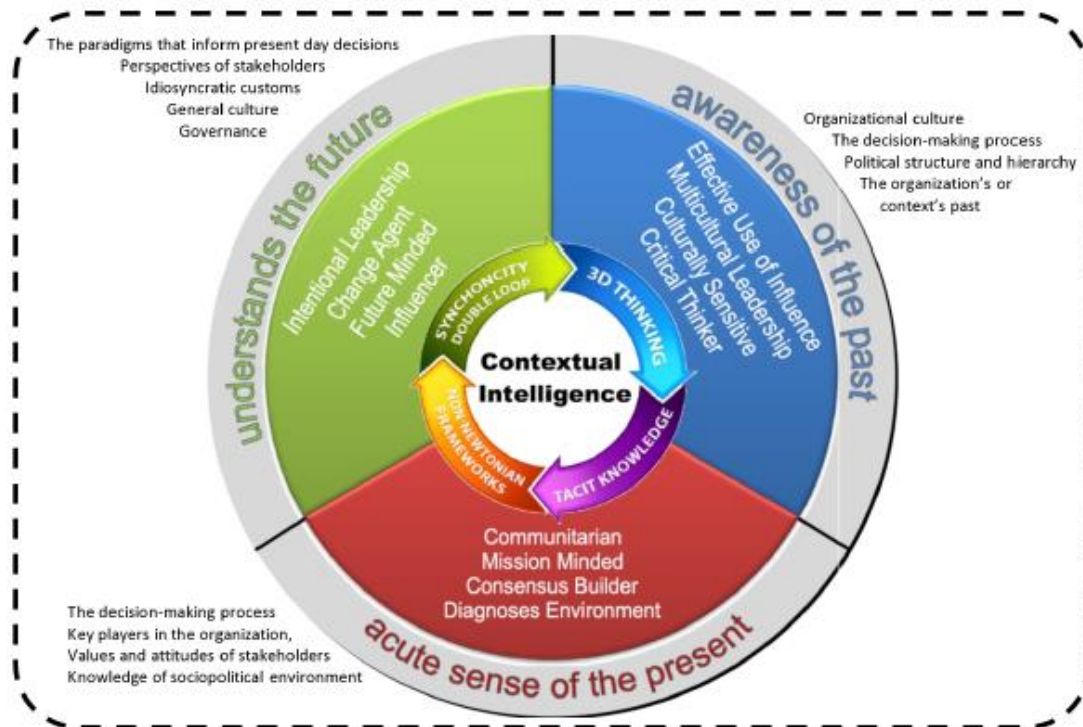 The paradigms that inform present day decisions
Perspectives of stakeholders
Idiosyncratic customs
General culture
Governance
understands the future
Intentional Leadership
Change Agent
Future Minded
Influencer
awareness of the past
Organizational culture
The decision-making process
Political structure and hierarchy
The organization's or
context's past
Effective Use of Influence
Multicultural Leadership
Culturally Sensitive
Critical Thinker
SYNCHONCITY
DOUBLE LOOP
3D THINKING
TACIT KNOWLEDGE
NON NEWTONIAN
FRAMEWORKS
Contextual
Intelligence
Communitarian
Mission Minded
Consensus Builder
Diagnoses Environment
acute sense of the present
The decision-making process
Key players in the organization,
Values and attitudes of stakeholders
Knowledge of sociopolitical environment